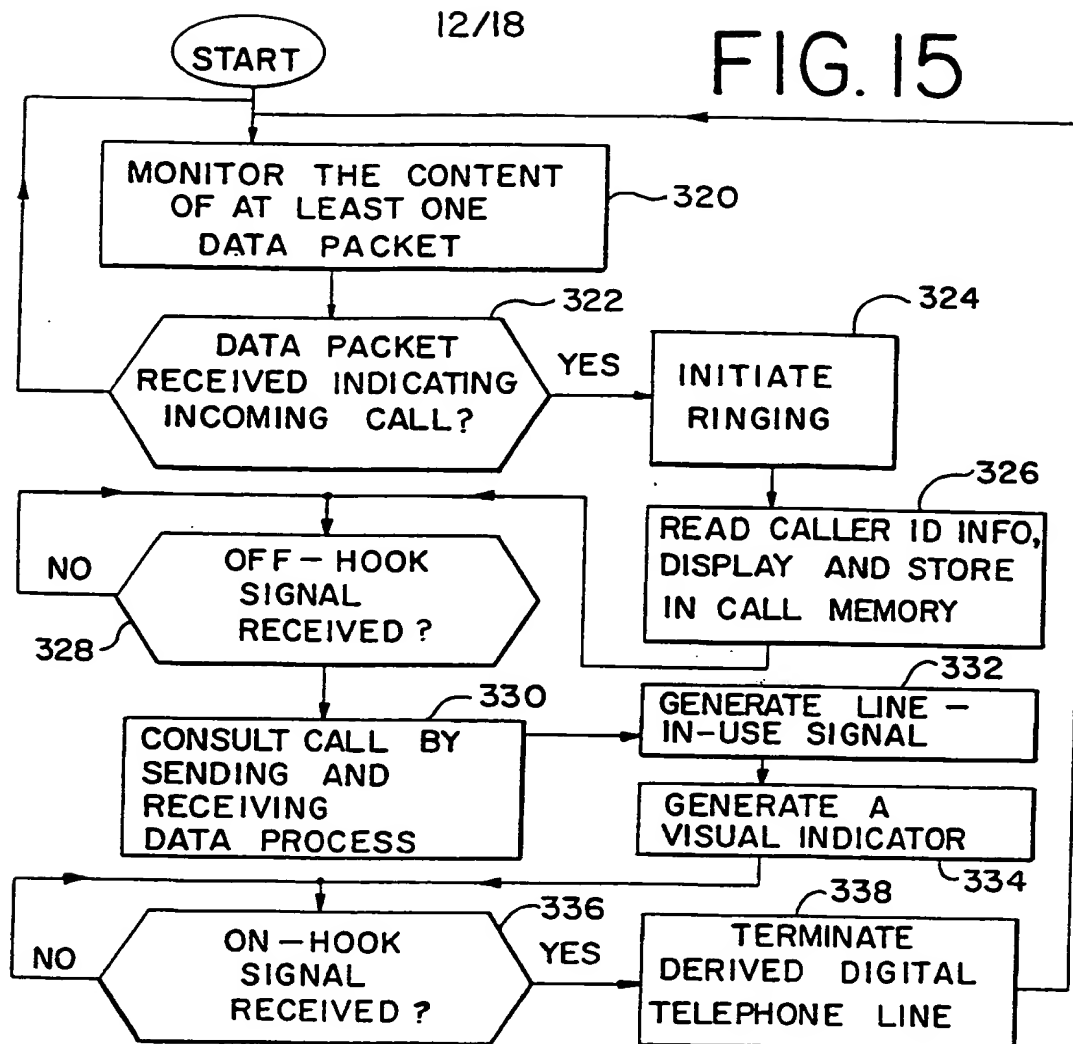 12/18
FIG. 15
START
MONITOR THE CONTENT
OF AT LEAST ONE
DATA PACKET
320
322
DATA PACKET
RECEIVED INDICATING
INCOMING CALL?
YES
324
INITIATE
RINGING
326
READ CALLER ID INFO,
DISPLAY AND STORE
IN CALL MEMORY
NO
OFF-HOOK
SIGNAL
RECEIVED?
328
330
CONSULT CALL BY
SENDING AND
RECEIVING
DATA PROCESS
332
GENERATE LINE-
IN-USE SIGNAL
GENERATE A
VISUAL INDICATOR
334
NO
ON-HOOK
SIGNAL
RECEIVED?
336
YES
338
TERMINATE
DERIVED DIGITAL
TELEPHONE LINE